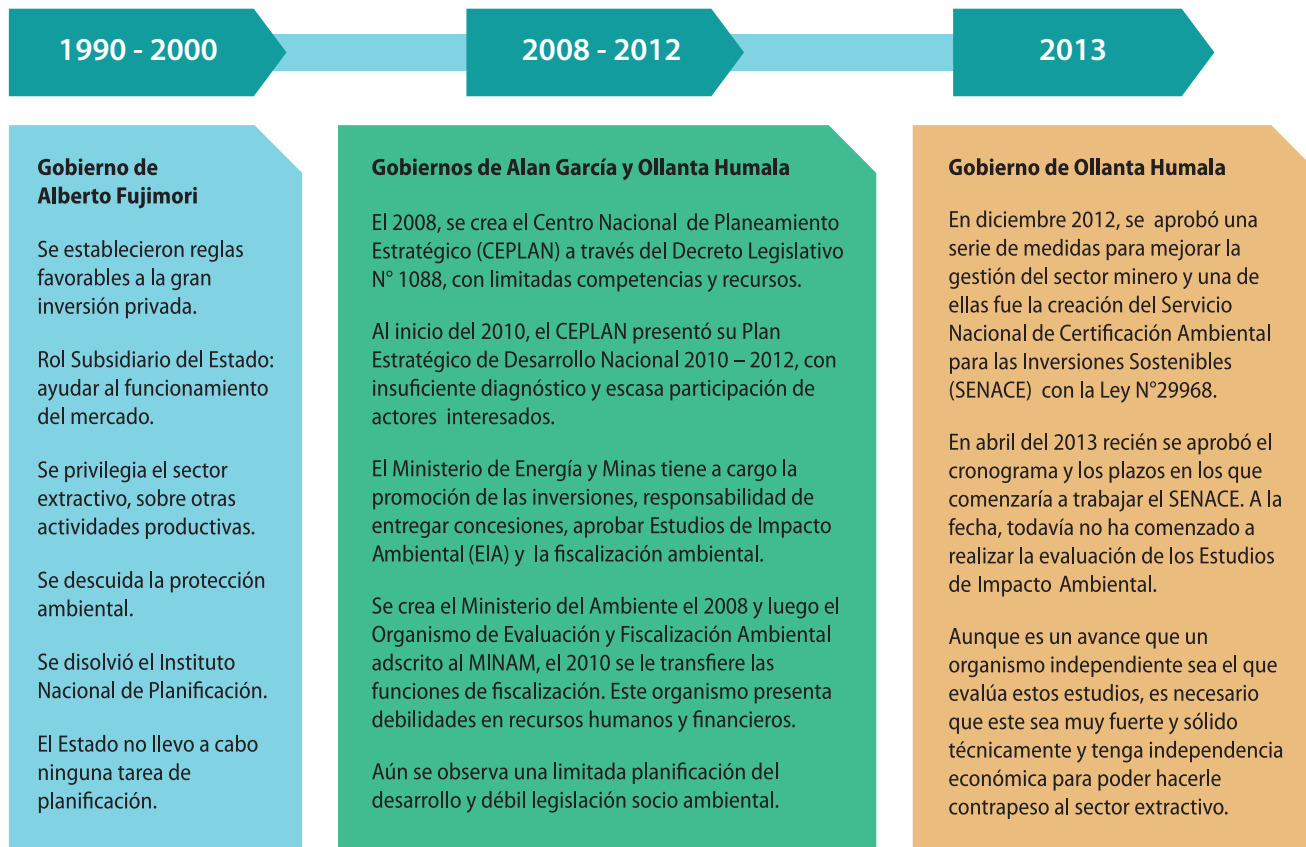 1990 - 2000
2008 - 2012
2013
Gobierno de
Alberto Fujimori
Se establecieron reglas
favorables a la gran
inversión privada.
Rol Subsidiario del Estado:
ayudar al funcionamiento
del mercado.
Se privilegia el sector
extractivo, sobre otras
actividades productivas.
Se descuida la protección
ambiental.
Se disolvió el Instituto
Nacional de Planificación.
El Estado no llevo a cabo
ninguna tarea de
planificación.
Gobiernos de Alan García y Ollanta Humala
El 2008, se crea el Centro Nacional de Planeamiento
Estratégico (CEPLAN) a través del Decreto Legislativo
N° 1088, con limitadas competencias y recursos.
Al inicio del 2010, el CEPLAN presentó su Plan
Estratégico de Desarrollo Nacional 2010 – 2012, con
insuficiente diagnóstico y escasa participación de
actores interesados.
El Ministerio de Energía y Minas tiene a cargo la
promoción de las inversiones, responsabilidad de
entregar concesiones, aprobar Estudios de Impacto
Ambiental (EIA) y la fiscalización ambiental.
Se crea el Ministerio del Ambiente el 2008 y luego el
Organismo de Evaluación y Fiscalización Ambiental
adscrito al MINAM, el 2010 se le transfiere las
funciones de fiscalización. Este organismo presenta
debilidades en recursos humanos y financieros.
Aún se observa una limitada planificación del
desarrollo y débil legislación socio ambiental.
Gobierno de Ollanta Humala
En diciembre 2012, se aprobó una
serie de medidas para mejorar la
gestión del sector minero y una de
ellas fue la creación del Servicio
Nacional de Certificación Ambiental
para las Inversiones Sostenibles
(SENACE) con la Ley N°29968.
En abril del 2013 recién se aprobó el
cronograma y los plazos en los que
comenzaría a trabajar el SENACE. A la
fecha, todavía no ha comenzado a
realizar la evaluación de los Estudios
de Impacto Ambiental.
Aunque es un avance que un
organismo independiente sea el que
evalúa estos estudios, es necesario
que este sea muy fuerte y sólido
técnicamente y tenga independencia
económica para poder hacerle
contrapeso al sector extractivo.